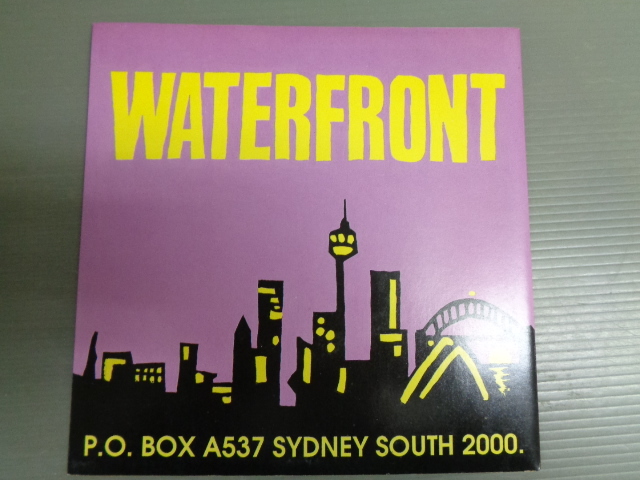 WATERFRONT
P.O. BOX A537 SYDNEY SOUTH 2000.